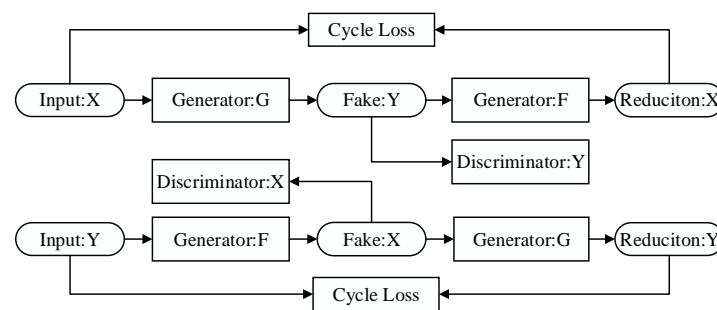 Cycle Loss
Input:X
Generator:G
Fake:Y
Generator:F
Reduciton:X
Discriminator:Y
Discriminator:X
Input:Y
Generator:F
Fake:X
Generator:G
Reduciton:Y
Cycle Loss